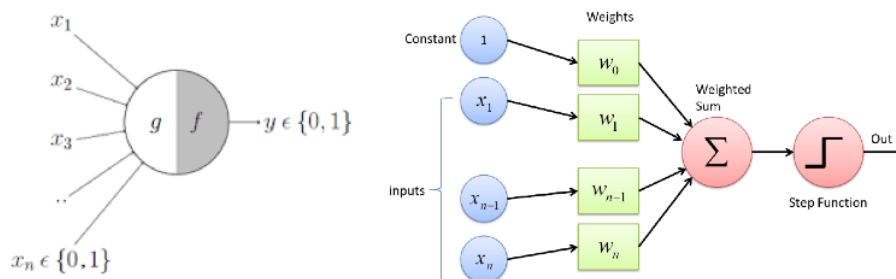 x₁
x₂
x₃
..
xₙ ϵ {0,1}
g f
y ϵ {0,1}
Weights
Constant 1 w₀
x₁ w₁
Weighted
Sum
Σ
inputs
xₙ₋₁ wₙ₋₁
xₙ wₙ
Out
Step Function